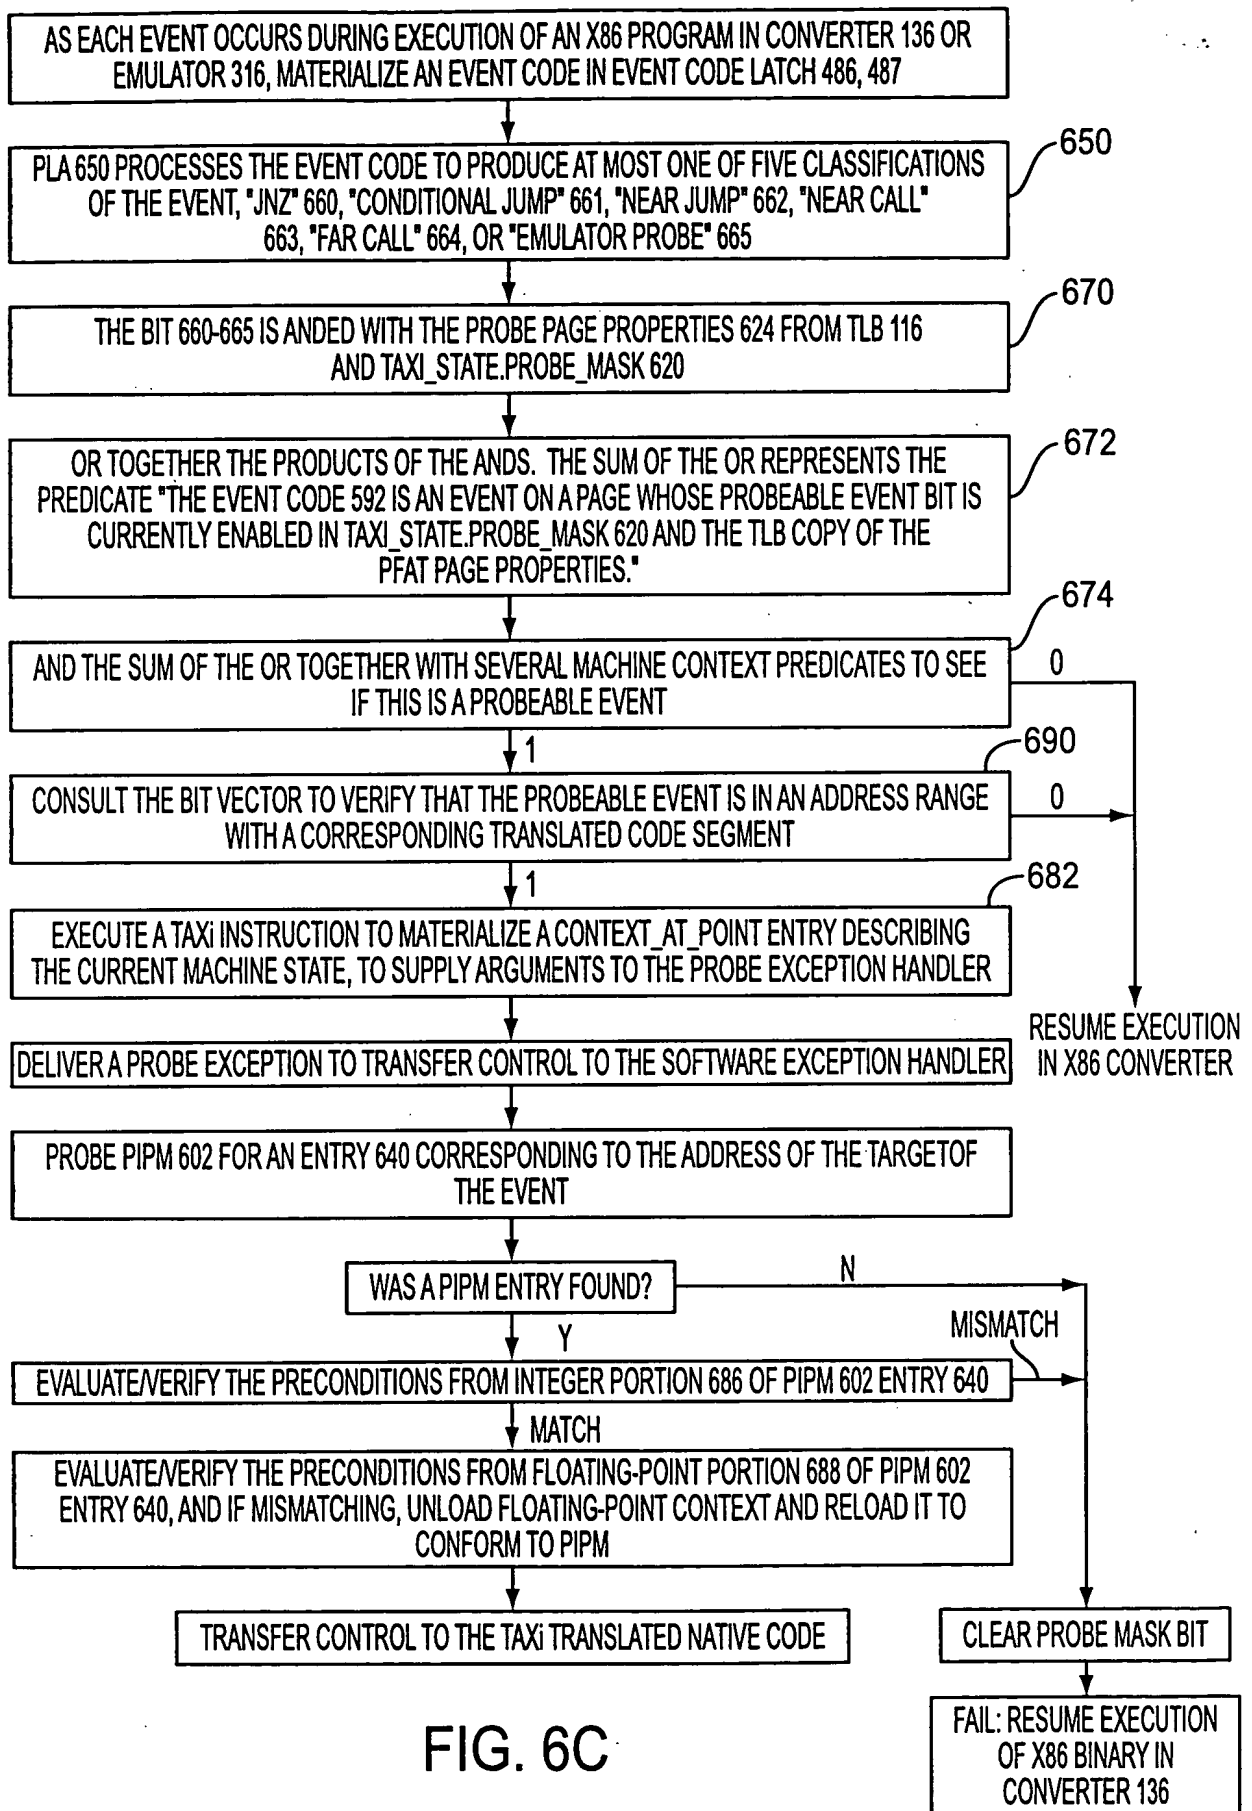 AS EACH EVENT OCCURS DURING EXECUTION OF AN X86 PROGRAM IN CONVERTER 136 OR
EMULATOR 316, MATERIALIZE AN EVENT CODE IN EVENT CODE LATCH 486, 487
650
PLA 650 PROCESSES THE EVENT CODE TO PRODUCE AT MOST ONE OF FIVE CLASSIFICATIONS
OF THE EVENT, "JNZ" 660, "CONDITIONAL JUMP" 661, "NEAR JUMP" 662, "NEAR CALL"
663, "FAR CALL" 664, OR "EMULATOR PROBE" 665
670
THE BIT 660-665 IS ANDED WITH THE PROBE PAGE PROPERTIES 624 FROM TLB 116
AND TAXI_STATE.PROBE_MASK 620
672
OR TOGETHER THE PRODUCTS OF THE ANDS. THE SUM OF THE OR REPRESENTS THE
PREDICATE "THE EVENT CODE 592 IS AN EVENT ON A PAGE WHOSE PROBEABLE EVENT BIT IS
CURRENTLY ENABLED IN TAXI_STATE.PROBE_MASK 620 AND THE TLB COPY OF THE
PFAT PAGE PROPERTIES."
674
AND THE SUM OF THE OR TOGETHER WITH SEVERAL MACHINE CONTEXT PREDICATES TO SEE
IF THIS IS A PROBEABLE EVENT
0
1
690
CONSULT THE BIT VECTOR TO VERIFY THAT THE PROBEABLE EVENT IS IN AN ADDRESS RANGE
WITH A CORRESPONDING TRANSLATED CODE SEGMENT
0
1
682
EXECUTE A TAXi INSTRUCTION TO MATERIALIZE A CONTEXT_AT_POINT ENTRY DESCRIBING
THE CURRENT MACHINE STATE, TO SUPPLY ARGUMENTS TO THE PROBE EXCEPTION HANDLER
RESUME EXECUTION
IN X86 CONVERTER
DELIVER A PROBE EXCEPTION TO TRANSFER CONTROL TO THE SOFTWARE EXCEPTION HANDLER
PROBE PIPM 602 FOR AN ENTRY 640 CORRESPONDING TO THE ADDRESS OF THE TARGETOF
THE EVENT
WAS A PIPM ENTRY FOUND?
N
Y
MISMATCH
EVALUATE/VERIFY THE PRECONDITIONS FROM INTEGER PORTION 686 OF PIPM 602 ENTRY 640
MATCH
EVALUATE/VERIFY THE PRECONDITIONS FROM FLOATING-POINT PORTION 688 OF PIPM 602
ENTRY 640, AND IF MISMATCHING, UNLOAD FLOATING-POINT CONTEXT AND RELOAD IT TO
CONFORM TO PIPM
TRANSFER CONTROL TO THE TAXi TRANSLATED NATIVE CODE
CLEAR PROBE MASK BIT
FAIL: RESUME EXECUTION
OF X86 BINARY IN
CONVERTER 136
FIG. 6C